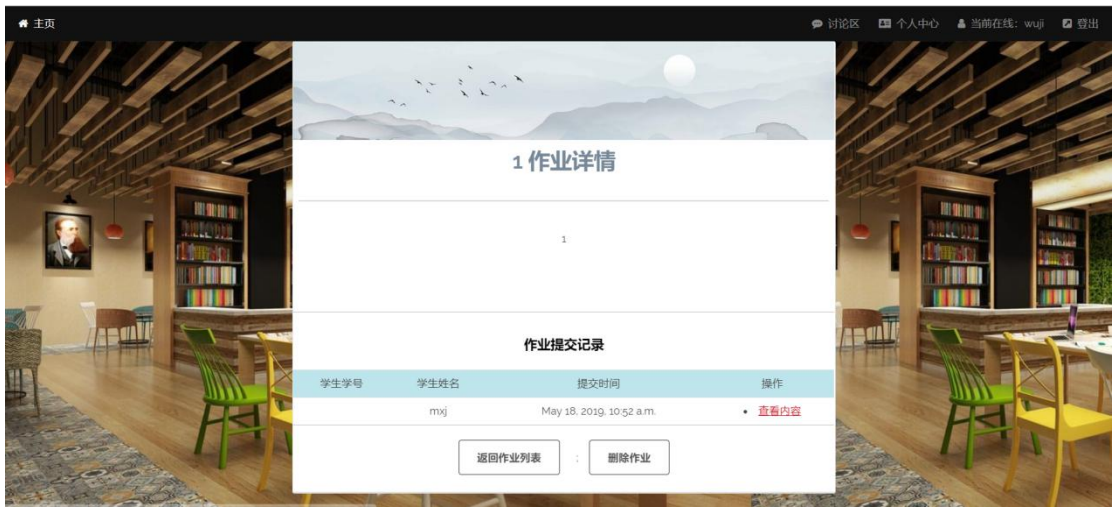 主页 讨论区 个人中心 当前在线：wuji 登出
1 作业详情
1
作业提交记录
学生学号 学生姓名 提交时间 操作
mxj May 18, 2019, 10:52 a.m. 查看内容
返回作业列表 : 删除作业